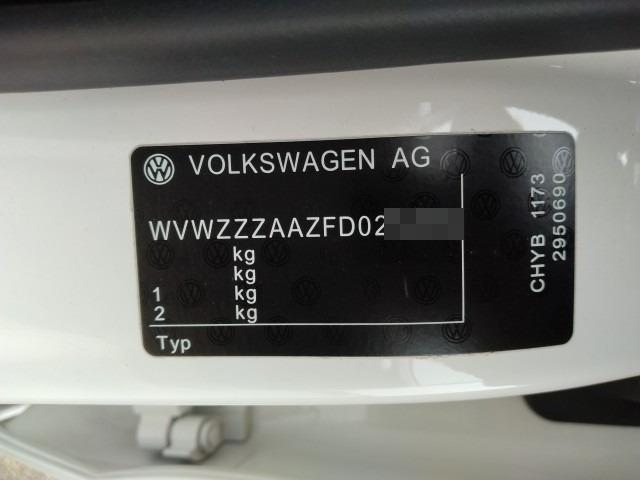 VOLKSWAGEN AG
WVWZZZAAZFD02
kg
kg
1 kg
2 kg
Typ
CHYB 1173
2950690